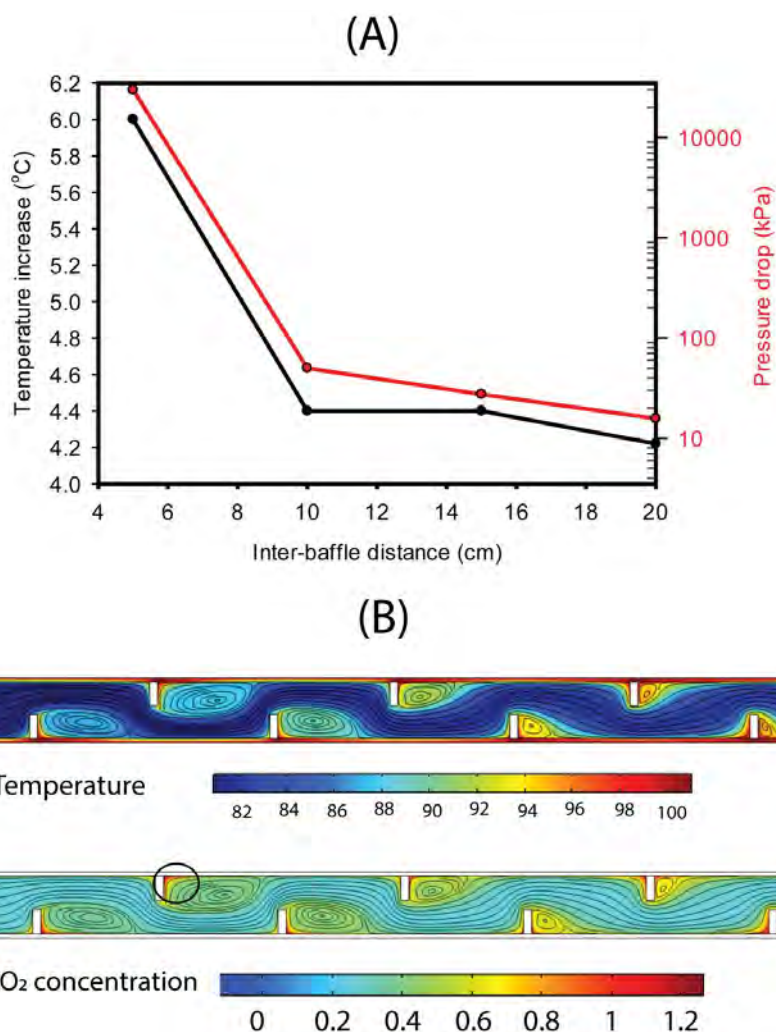 (A)
Temperature increase (°C)
6.2
6.0
5.8
5.6
5.4
5.2
5.0
4.8
4.6
4.4
4.2
4.0
4 6 8 10 12 14 16 18 20
Inter-baffle distance (cm)
10000
1000
100
10
Pressure drop (kPa)
(B)
Temperature
82 84 86 88 90 92 94 96 98 100
O₂ concentration
0 0.2 0.4 0.6 0.8 1 1.2